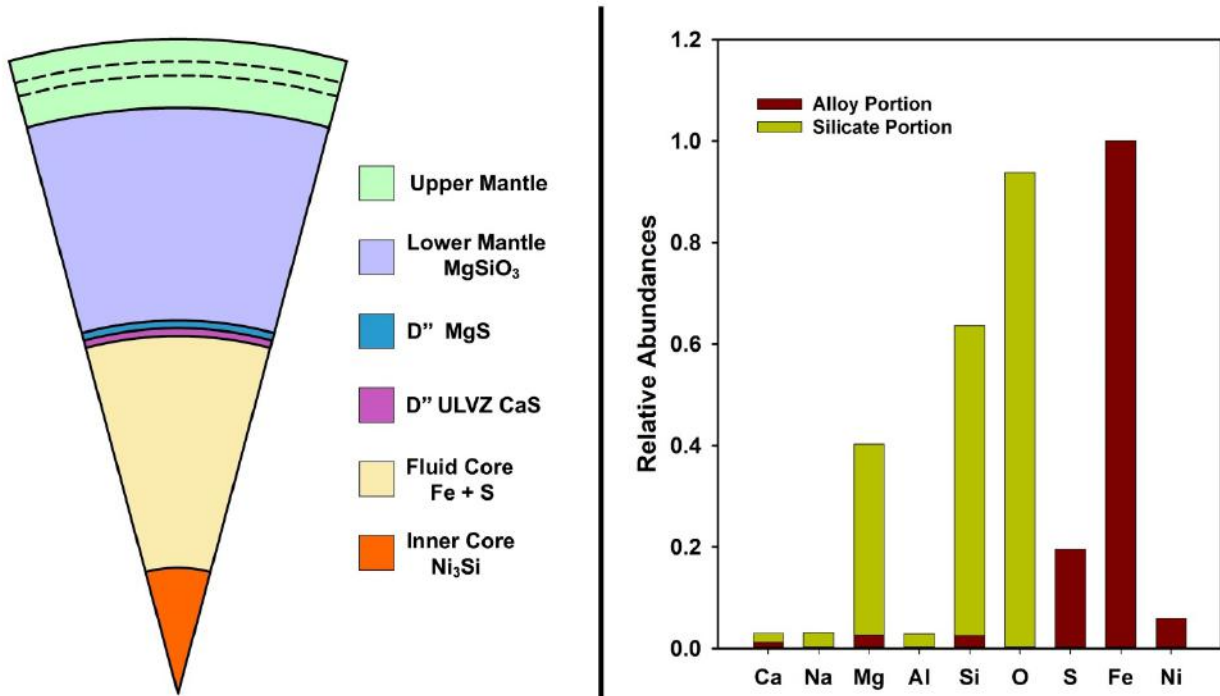 Upper Mantle
Lower Mantle
MgSiO₃
D” MgS
D” ULVZ CaS
Fluid Core
Fe + S
Inner Core
Ni₃Si
Relative Abundances
1.2
1.0
0.8
0.6
0.4
0.2
0.0
Alloy Portion
Silicate Portion
Ca Na Mg Al Si O S Fe Ni